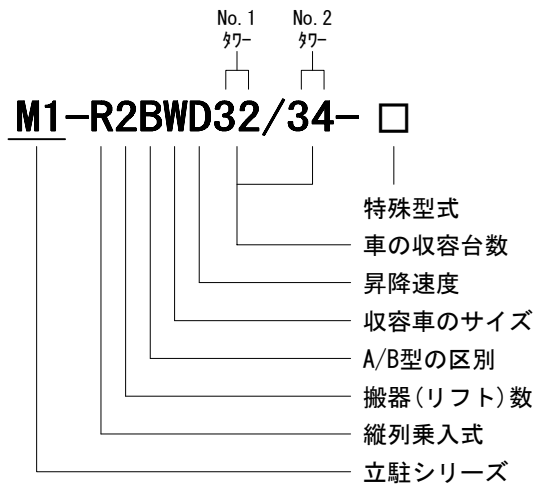 No.1 No.2
ﾀﾜｰ ﾀﾜｰ
M1-R2BWD32/34-□
特殊型式
車の収容台数
昇降速度
収容車のサイズ
A/B型の区別
搬器(リフト)数
縦列乗入式
立駐シリーズ